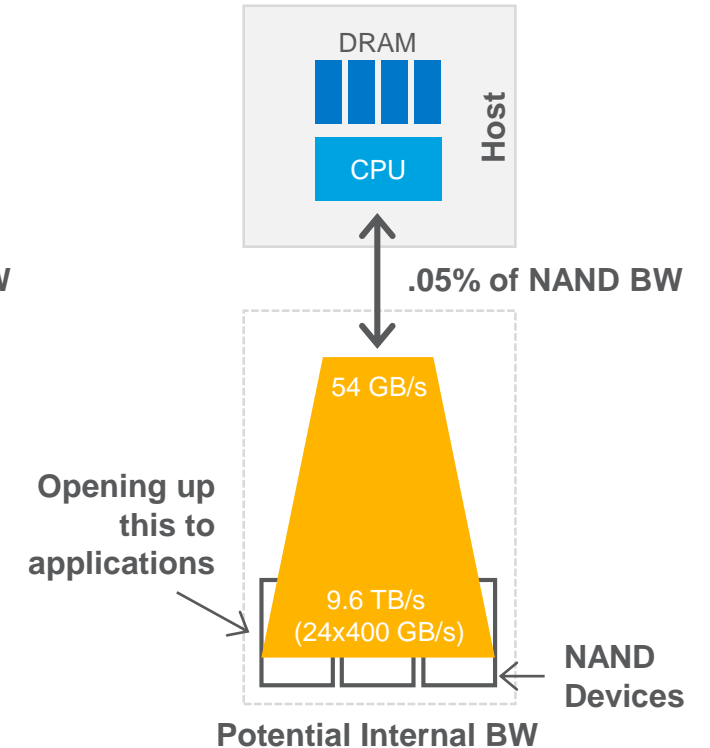 DRAM
Host
CPU
W
.05% of NAND BW
54 GB/s
Opening up
this to
applications
9.6 TB/s
(24x400 GB/s)
NAND
Devices
Potential Internal BW